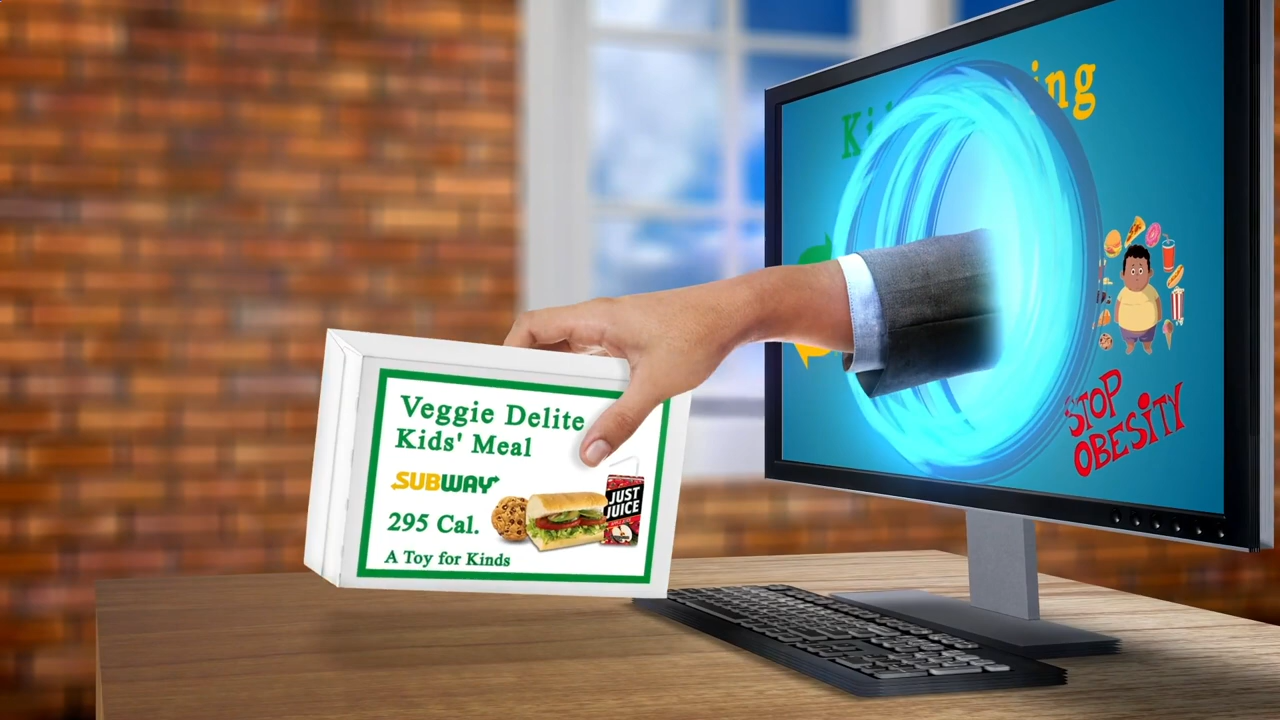 Veggie Delite
Kids' Meal
SUBWAY
295 Cal.
A Toy for Kinds
JUST
JUICE
STOP
OBESITY